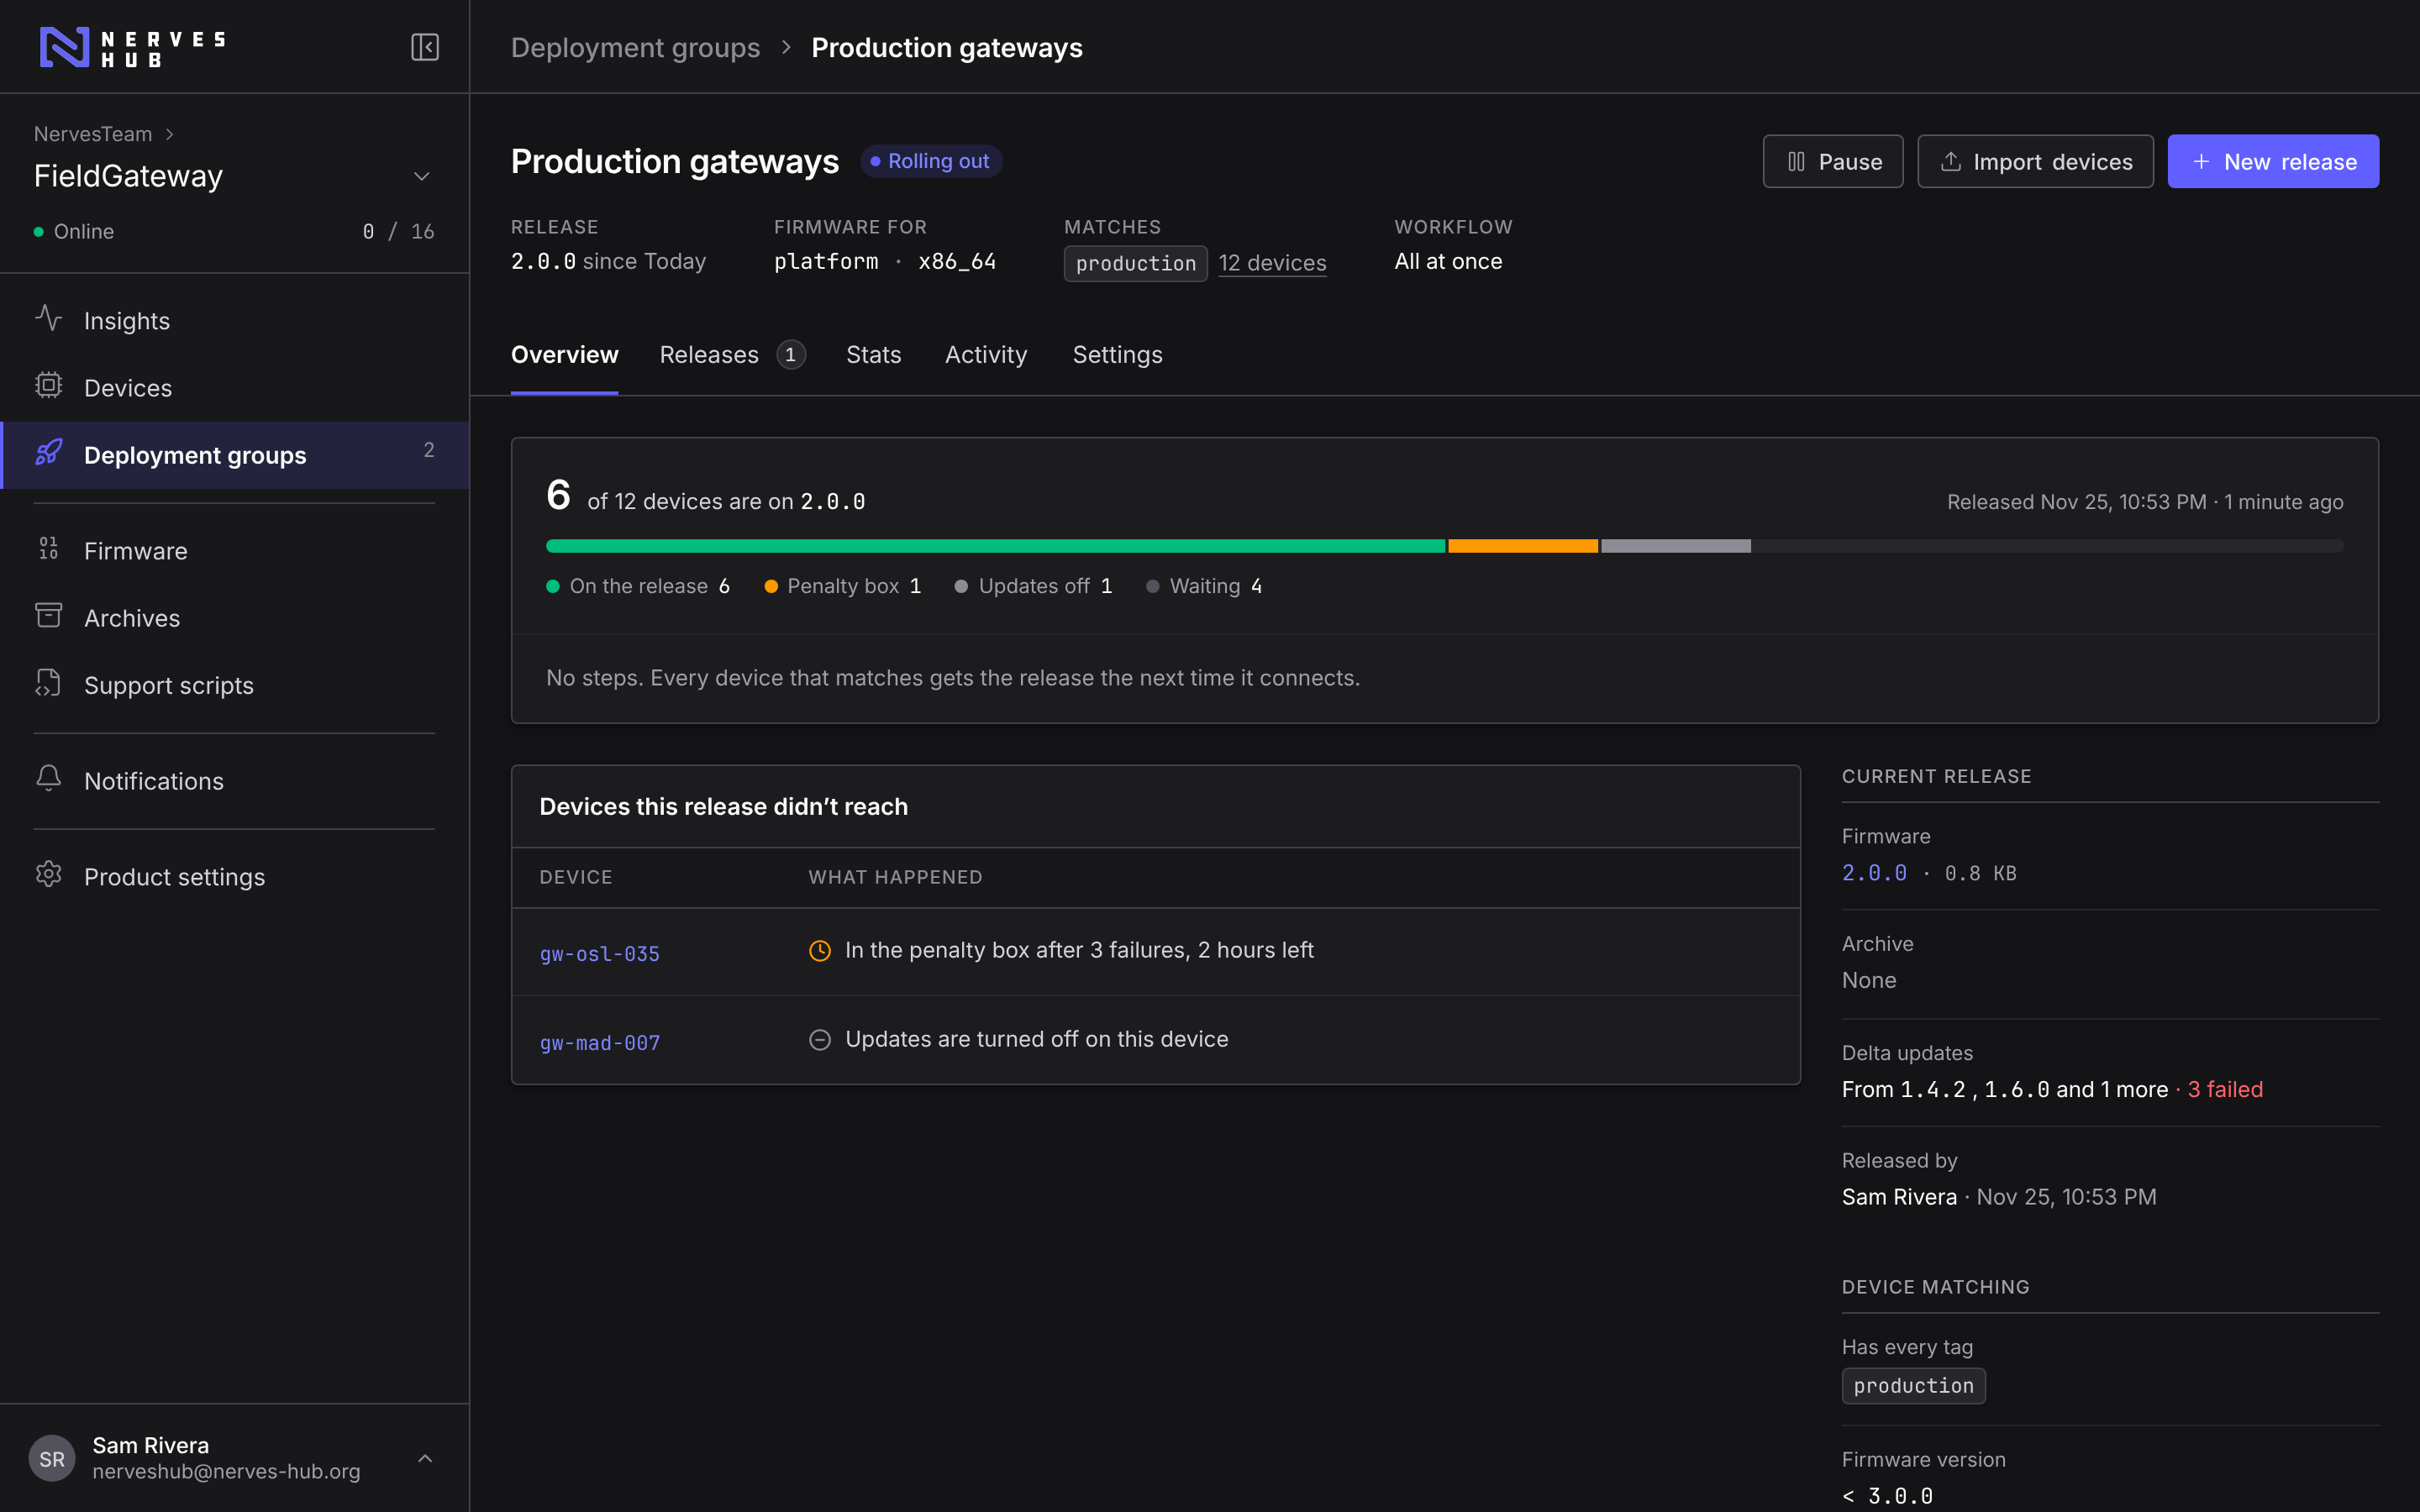 NERVES
HUB
NervesTeam
FieldGateway
Online
0 / 16
Insights
Devices
Deployment groups
2
Firmware
Archives
Support scripts
Notifications
Product settings
SR
Sam Rivera
nerveshub@nerves-hub.org
Deployment groups > Production gateways
Production gateways
Rolling out
Pause
Import devices
+ New release
RELEASE
2.0.0 since Today
FIRMWARE FOR
platform · x86_64
MATCHES
production 12 devices
WORKFLOW
All at once
Overview
Releases 1
Stats
Activity
Settings
6 of 12 devices are on 2.0.0
Released Nov 25, 10:53 PM · 1 minute ago
On the release 6
Penalty box 1
Updates off 1
Waiting 4
No steps. Every device that matches gets the release the next time it connects.
Devices this release didn’t reach
DEVICE
WHAT HAPPENED
gw-osl-035
In the penalty box after 3 failures, 2 hours left
gw-mad-007
Updates are turned off on this device
CURRENT RELEASE
Firmware
2.0.0 · 0.8 KB
Archive
None
Delta updates
From 1.4.2, 1.6.0 and 1 more · 3 failed
Released by
Sam Rivera · Nov 25, 10:53 PM
DEVICE MATCHING
Has every tag
production
Firmware version
< 3.0.0